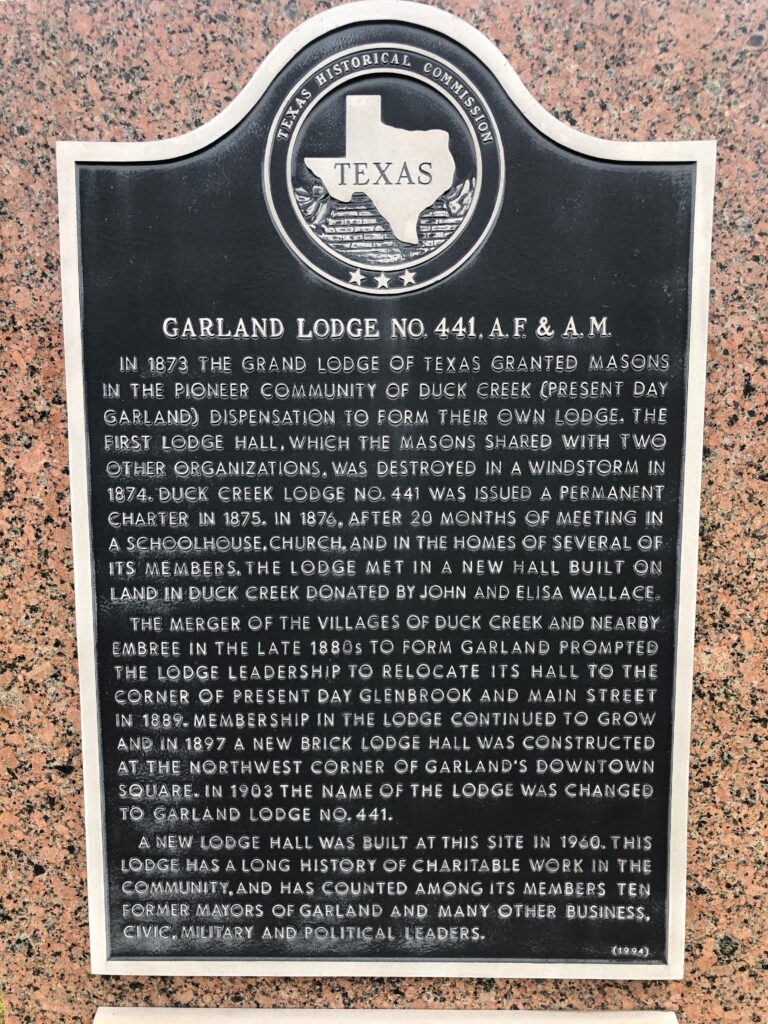 TEXAS HISTORICAL COMMISSION
TEXAS
GARLAND LODGE NO. 441, A.F. & A.M.
IN 1873 THE GRAND LODGE OF TEXAS GRANTED MASONS
IN THE PIONEER COMMUNITY OF DUCK CREEK (PRESENT DAY
GARLAND) DISPENSATION TO FORM THEIR OWN LODGE. THE
FIRST LODGE HALL, WHICH THE MASONS SHARED WITH TWO
OTHER ORGANIZATIONS, WAS DESTROYED IN A WINDSTORM IN
1874. DUCK CREEK LODGE NO. 441 WAS ISSUED A PERMANENT
CHARTER IN 1875. IN 1876, AFTER 20 MONTHS OF MEETING IN
A SCHOOLHOUSE, CHURCH, AND IN THE HOMES OF SEVERAL OF
ITS MEMBERS, THE LODGE MET IN A NEW HALL BUILT ON
LAND IN DUCK CREEK DONATED BY JOHN AND ELISA WALLACE.
THE MERGER OF THE VILLAGES OF DUCK CREEK AND NEARBY
EMBREE IN THE LATE 1880s TO FORM GARLAND PROMPTED
THE LODGE LEADERSHIP TO RELOCATE ITS HALL TO THE
CORNER OF PRESENT DAY GLENBROOK AND MAIN STREET
IN 1889. MEMBERSHIP IN THE LODGE CONTINUED TO GROW
AND IN 1897 A NEW BRICK LODGE HALL WAS CONSTRUCTED
AT THE NORTHWEST CORNER OF GARLAND'S DOWNTOWN
SQUARE. IN 1903 THE NAME OF THE LODGE WAS CHANGED
TO GARLAND LODGE NO. 441.
A NEW LODGE HALL WAS BUILT AT THIS SITE IN 1960. THIS
LODGE HAS A LONG HISTORY OF CHARITABLE WORK IN THE
COMMUNITY, AND HAS COUNTED AMONG ITS MEMBERS TEN
FORMER MAYORS OF GARLAND AND MANY OTHER BUSINESS,
CIVIC, MILITARY AND POLITICAL LEADERS.
(1994)